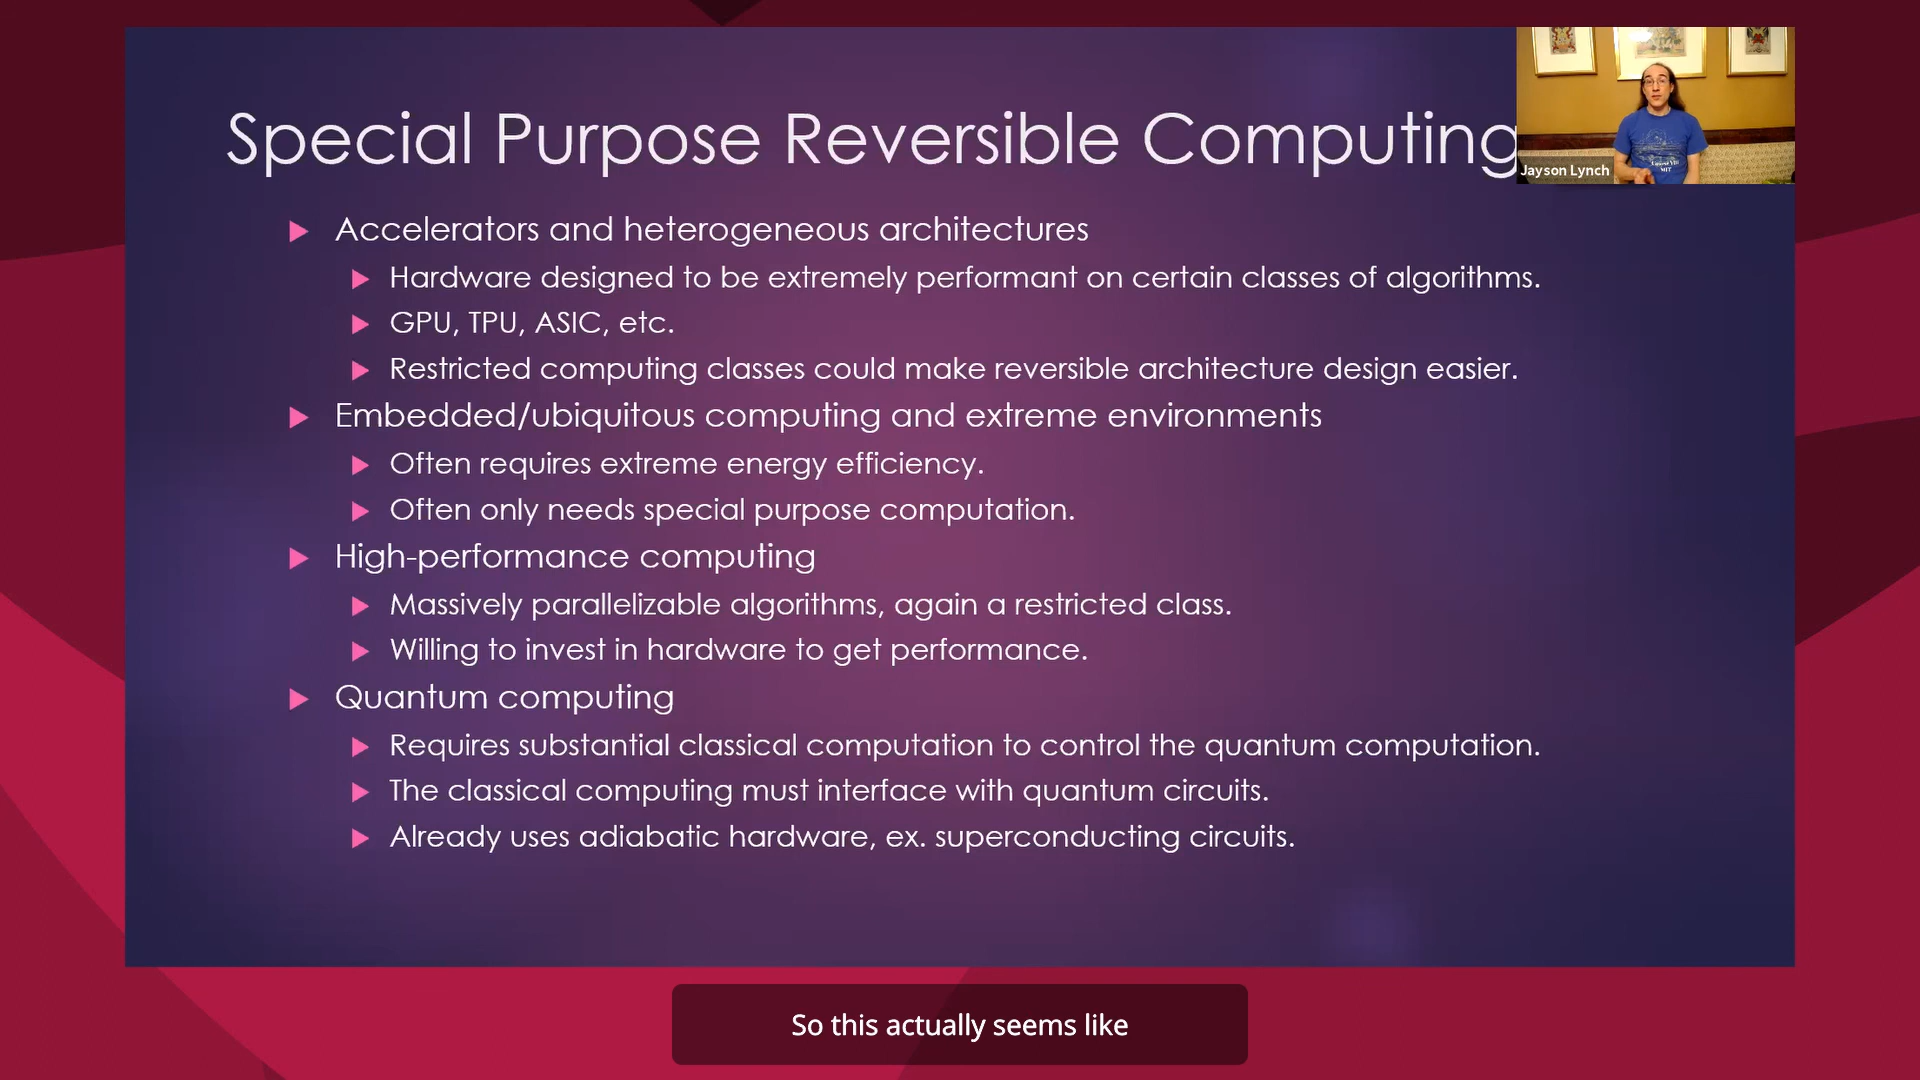 Special Purpose Reversible Computing
Jayson Lynch
MIT
Accelerators and heterogeneous architectures
Hardware designed to be extremely performant on certain classes of algorithms.
GPU, TPU, ASIC, etc.
Restricted computing classes could make reversible architecture design easier.
Embedded/ubiquitous computing and extreme environments
Often requires extreme energy efficiency.
Often only needs special purpose computation.
High-performance computing
Massively parallelizable algorithms, again a restricted class.
Willing to invest in hardware to get performance.
Quantum computing
Requires substantial classical computation to control the quantum computation.
The classical computing must interface with quantum circuits.
Already uses adiabatic hardware, ex. superconducting circuits.
So this actually seems like